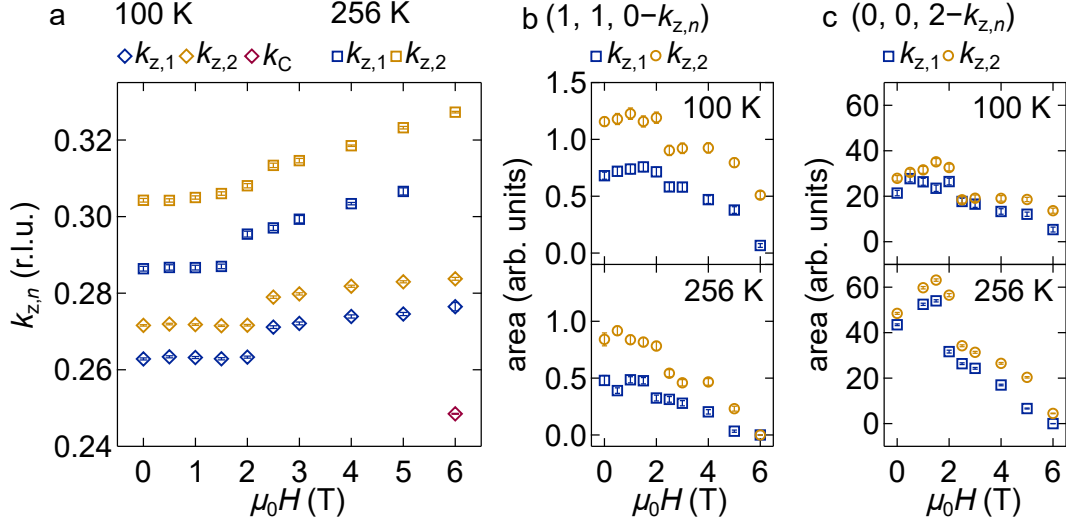 a 100 K 256 K
k_z,1 k_z,2 k_C k_z,1 k_z,2
k_z,n (r.l.u.)
0.32
0.30
0.28
0.26
0.24
0 1 2 3 4 5 6
μ₀H (T)
b (1, 1, 0−k_z,n)
k_z,1 k_z,2
area (arb. units)
1.5
1.0
0.5
0.0
100 K
1.0
0.5
0.0
256 K
0 2 4 6
μ₀H (T)
c (0, 0, 2−k_z,n)
k_z,1 k_z,2
area (arb. units)
60
40
20
0
100 K
60
40
20
0
256 K
0 2 4 6
μ₀H (T)